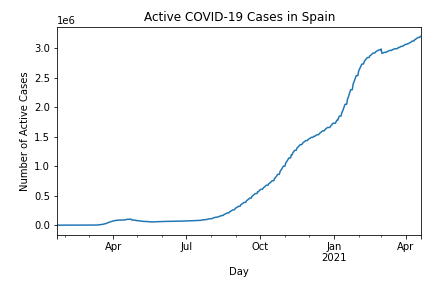 Active COVID-19 Cases in Spain
1e6
3.0
2.5
2.0
1.5
1.0
0.5
0.0
Number of Active Cases
Apr Jul Oct Jan Apr
2021
Day